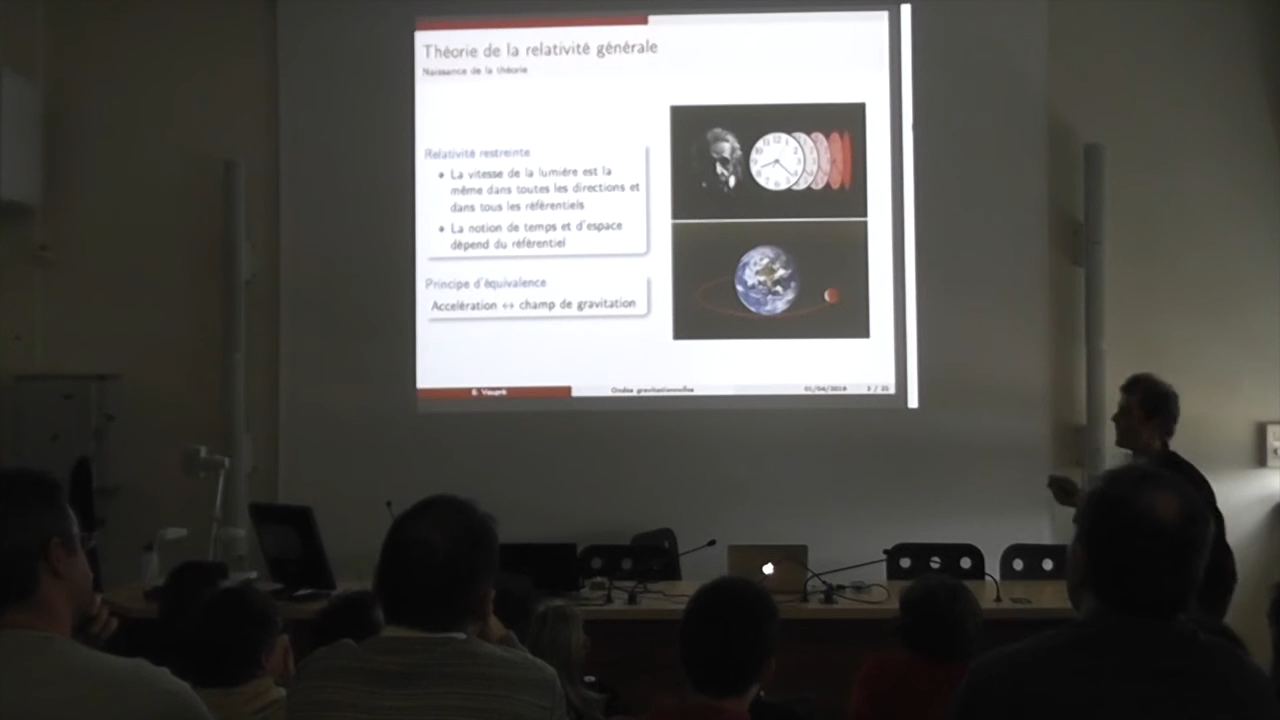 Théorie de la relativité générale
Naissance de la théorie
Relativité restreinte
• La vitesse de la lumière est la
même dans toutes les directions et
dans tous les référentiels
• La notion de temps et d'espace
dépend du référentiel
Principe d'équivalence
Accelération ↔ champ de gravitation
Ondes gravitationnelles